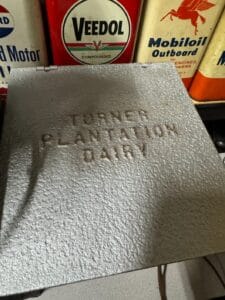 VEEDOL
Mobiloil
Outboard
d Motor
TURNER
PLANTATION
DAIRY